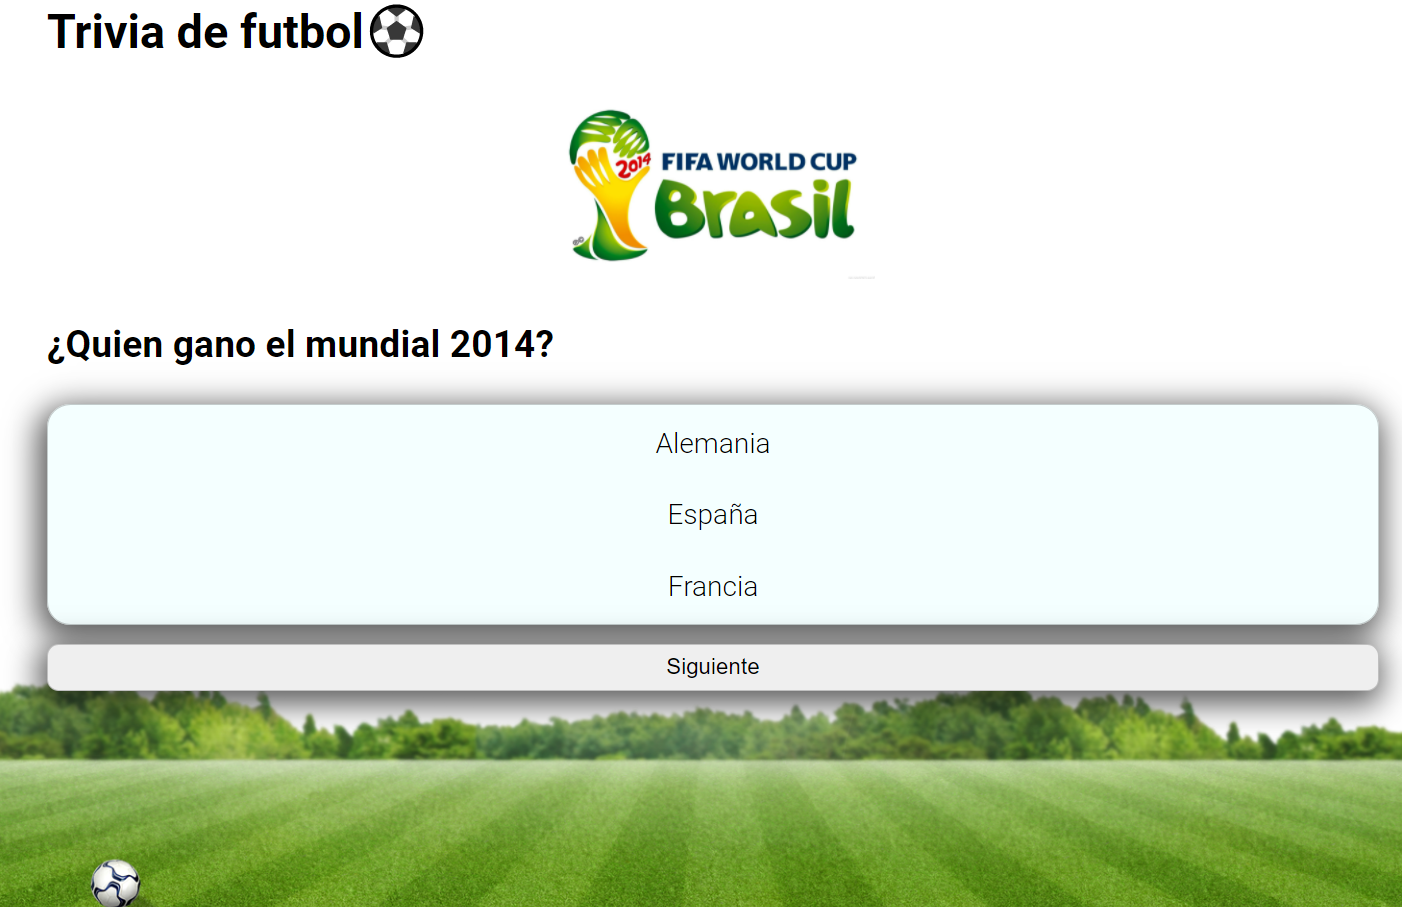 Trivia de futbol
2014
FIFA WORLD CUP
Brasil
¿Quien gano el mundial 2014?
Alemania
España
Francia
Siguiente